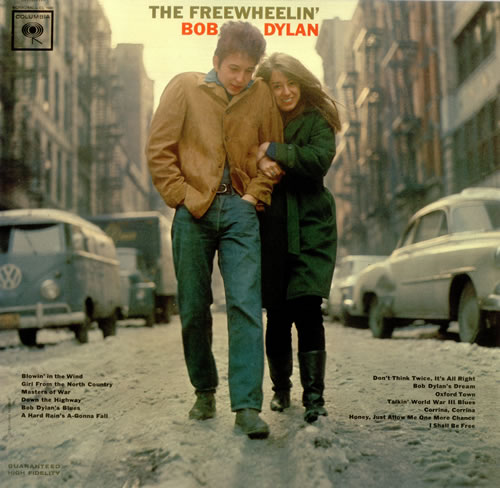 COLUMBIA
THE FREEWHEELIN'
BOB DYLAN
Blowin' in the Wind
Girl From the North Country
Masters of War
Down the Highway
Bob Dylan's Blues
A Hard Rain's A-Gonna Fall
Don't Think Twice, It's All Right
Bob Dylan's Dream
Oxford Town
Talkin' World War III Blues
Corrina, Corrina
Honey, Just Allow Me One More Chance
I Shall Be Free
GUARANTEED
HIGH FIDELITY